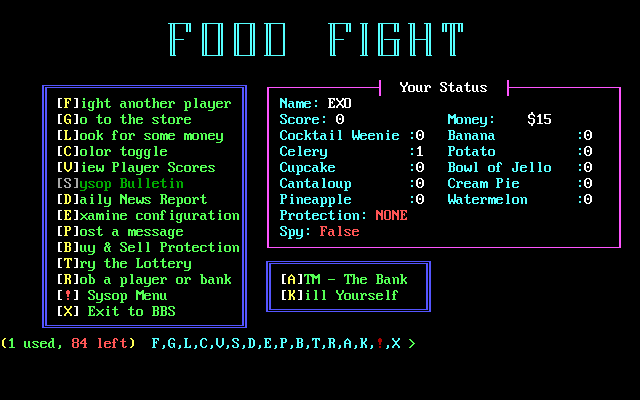 FOOD FIGHT
[F]ight another player
[G]o to the store
[L]ook for some money
[C]olor toggle
[V]iew Player Scores
[S]ysop Bulletin
[D]aily News Report
[E]xamine configuration
[P]ost a message
[B]uy & Sell Protection
[T]ry the Lottery
[R]ob a player or bank
[!] Sysop Menu
[X] Exit to BBS
Your Status
Name: EXO
Score: 0 Money: $15
Cocktail Weenie :0 Banana :0
Celery :1 Potato :0
Cupcake :0 Bowl of Jello :0
Cantaloup :0 Cream Pie :0
Pineapple :0 Watermelon :0
Protection: NONE
Spy: False
[A]TM - The Bank
[K]ill Yourself
(1 used, 84 left) F,G,L,C,V,S,D,E,P,B,T,R,A,K,!,X >